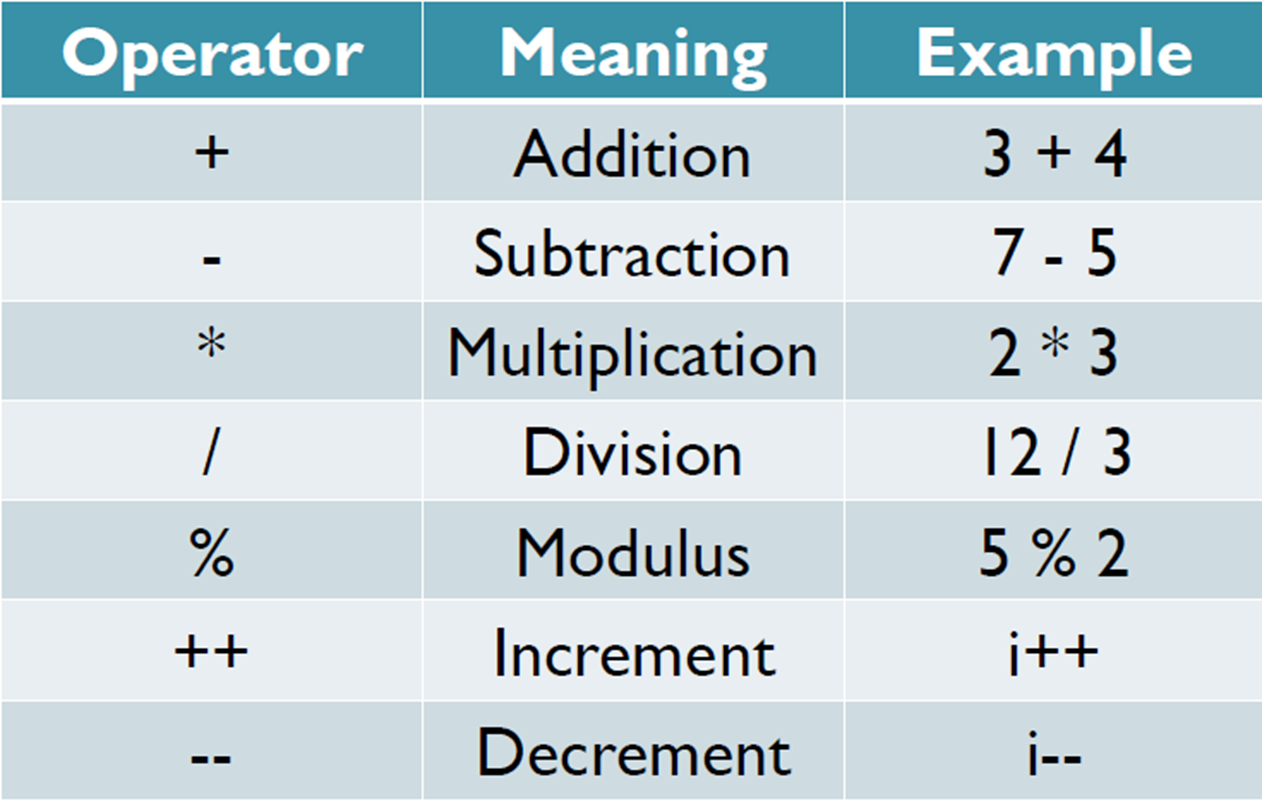 Operator Meaning Example
+ Addition 3 + 4
- Subtraction 7 - 5
* Multiplication 2 * 3
/ Division 12 / 3
% Modulus 5 % 2
++ Increment i++
-- Decrement i--